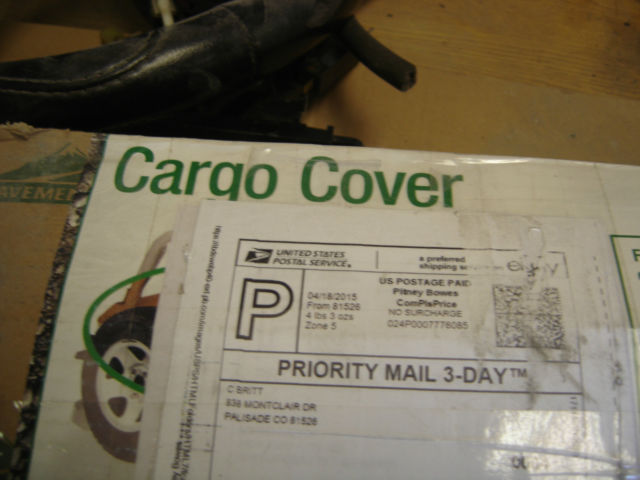 Cargo Cover
AVEMEN
UNITED STATES
POSTAL SERVICE®
a preferred
shipping
P
04/18/2015
From 81526
4 lbs 3 ozs
Zone 5
US POSTAGE PAID
Pitney Bowes
ComPlsPrice
NO SURCHARGE
024P0007776085
PRIORITY MAIL 3-DAY™
C BRITT
838 MONTCLAIR DR
PALISADE CO 81526